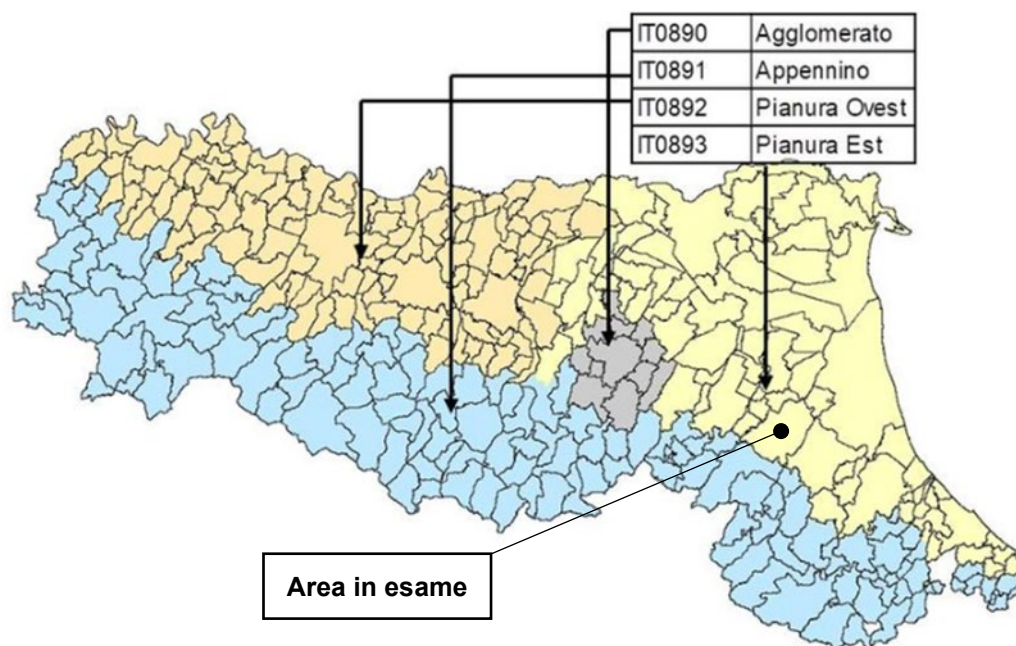 IT0890 Agglomerato
IT0891 Appennino
IT0892 Pianura Ovest
IT0893 Pianura Est
Area in esame